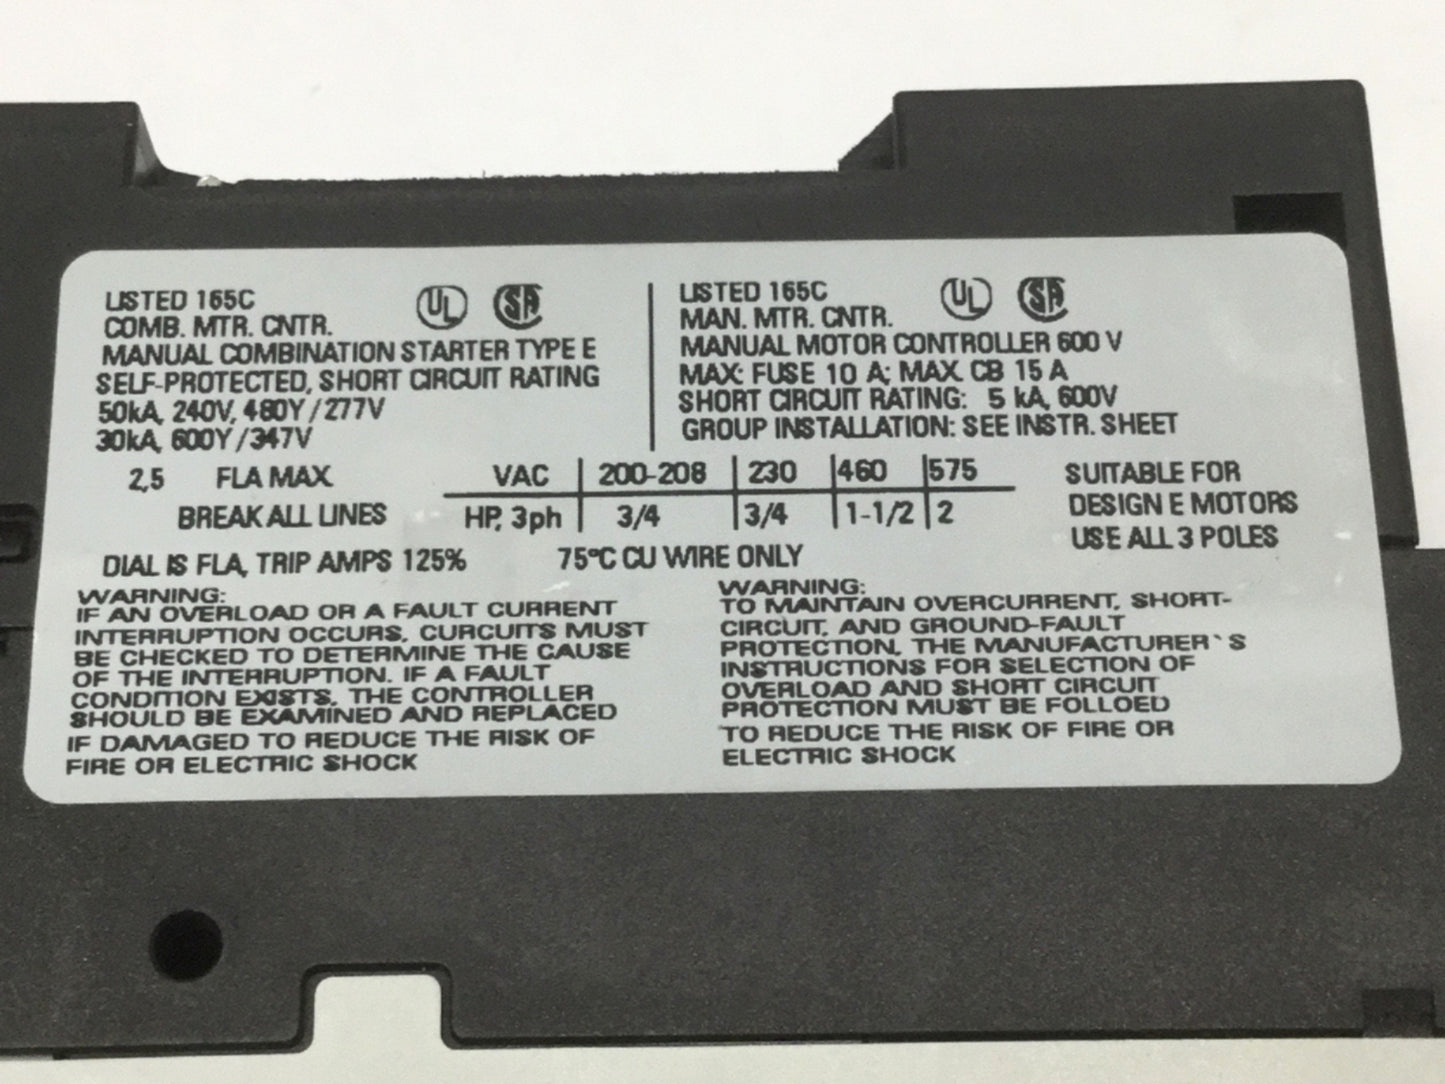 LISTED 165C UL SA
COMB. MTR. CNTR.
MANUAL COMBINATION STARTER TYPE E
SELF-PROTECTED, SHORT CIRCUIT RATING
50kA, 240V, 480Y/277V
30kA, 600Y/347V
LISTED 165C UL SA
MAN. MTR. CNTR.
MANUAL MOTOR CONTROLLER 600 V
MAX: FUSE 10 A; MAX. CB 15 A
SHORT CIRCUIT RATING: 5 kA, 600V
GROUP INSTALLATION: SEE INSTR. SHEET
2,5 FLA MAX
BREAK ALL LINES
VAC 200-208 230 460 575
HP, 3ph 3/4 3/4 1-1/2 2
SUITABLE FOR
DESIGN E MOTORS
USE ALL 3 POLES
DIAL IS FLA, TRIP AMPS 125% 75°C CU WIRE ONLY
WARNING:
IF AN OVERLOAD OR A FAULT CURRENT
INTERRUPTION OCCURS, CURCUITS MUST
BE CHECKED TO DETERMINE THE CAUSE
OF THE INTERRUPTION. IF A FAULT
CONDITION EXISTS, THE CONTROLLER
SHOULD BE EXAMINED AND REPLACED
IF DAMAGED TO REDUCE THE RISK OF
FIRE OR ELECTRIC SHOCK
WARNING:
TO MAINTAIN OVERCURRENT, SHORT-
CIRCUIT, AND GROUND-FAULT
PROTECTION, THE MANUFACTURER`S
INSTRUCTIONS FOR SELECTION OF
OVERLOAD AND SHORT CIRCUIT
PROTECTION MUST BE FOLLOED
TO REDUCE THE RISK OF FIRE OR
ELECTRIC SHOCK